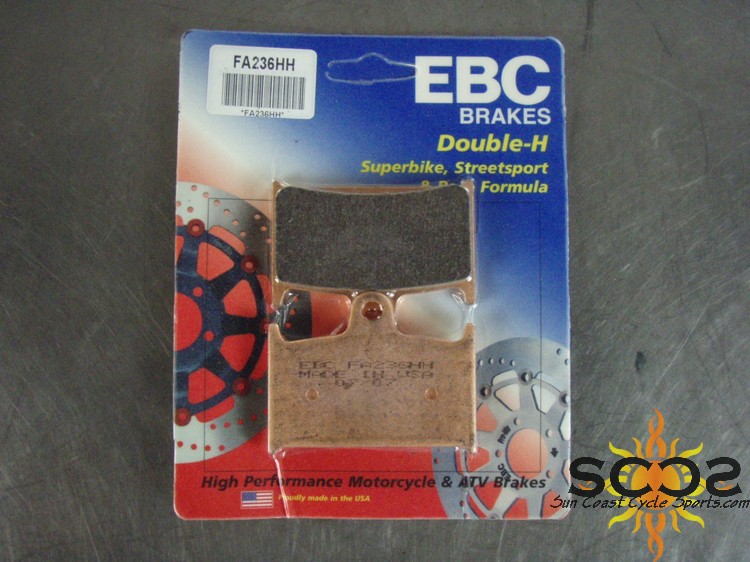 FA236HH
*FA236HH*
EBC
BRAKES
Double-H
Superbike, Streetsport
& Formula
EBC FA236HH
MADE IN USA
EBC
High Performance Motorcycle & ATV Brakes
Proudly made in the USA
SCCS
Sun Coast Cycle Sports.com